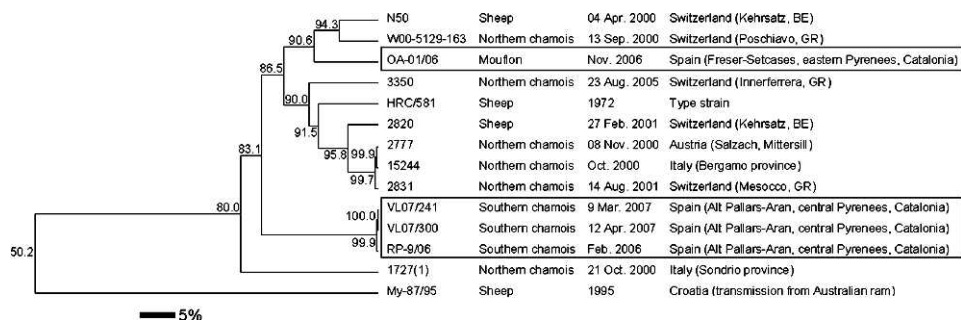 N50 Sheep 04 Apr. 2000 Switzerland (Kehrsatz, BE)
94.3
W00-5129-163 Northern chamois 13 Sep. 2000 Switzerland (Poschiavo, GR)
90.6
OA-01/06 Mouflon Nov. 2006 Spain (Freser-Setcases, eastern Pyrenees, Catalonia)
86.5
3350 Northern chamois 23 Aug. 2005 Switzerland (Innerferrera, GR)
90.0
HRC/581 Sheep 1972 Type strain
91.5
2820 Sheep 27 Feb. 2001 Switzerland (Kehrsatz, BE)
95.8
2777 Northern chamois 08 Nov. 2000 Austria (Salzach, Mittersill)
99.9
15244 Northern chamois Oct. 2000 Italy (Bergamo province)
99.7
2831 Northern chamois 14 Aug. 2001 Switzerland (Mesocco, GR)
83.1
VL07/241 Southern chamois 9 Mar. 2007 Spain (Alt Pallars-Aran, central Pyrenees, Catalonia)
100.0
VL07/300 Southern chamois 12 Apr. 2007 Spain (Alt Pallars-Aran, central Pyrenees, Catalonia)
99.9
RP-9/06 Southern chamois Feb. 2006 Spain (Alt Pallars-Aran, central Pyrenees, Catalonia)
80.0
1727(1) Northern chamois 21 Oct. 2000 Italy (Sondrio province)
50.2
My-87/95 Sheep 1995 Croatia (transmission from Australian ram)
5%